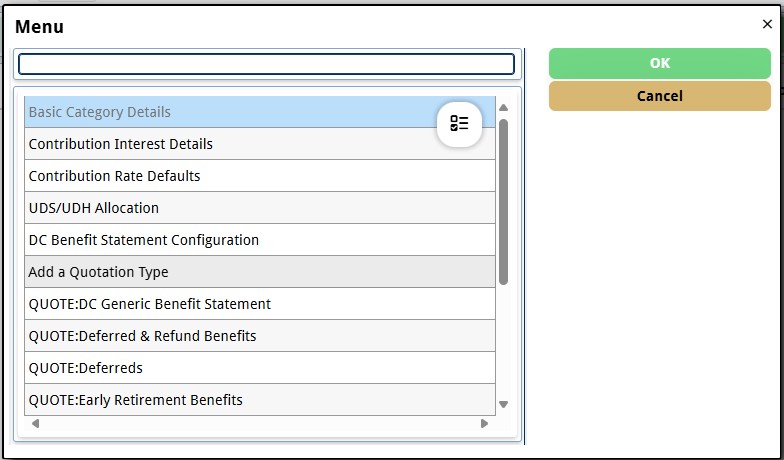 Menu
OK
Cancel
Basic Category Details
Contribution Interest Details
Contribution Rate Defaults
UDS/UDH Allocation
DC Benefit Statement Configuration
Add a Quotation Type
QUOTE:DC Generic Benefit Statement
QUOTE:Deferred & Refund Benefits
QUOTE:Deferreds
QUOTE:Early Retirement Benefits